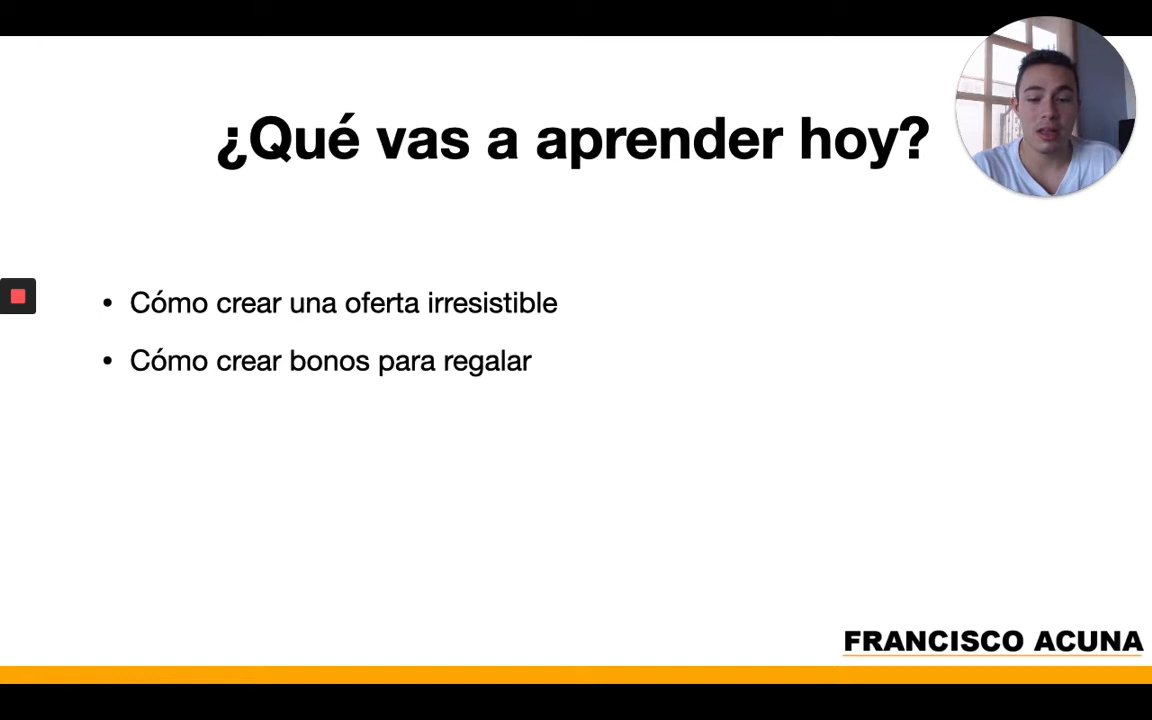 ¿Qué vas a aprender hoy?
• Cómo crear una oferta irresistible
• Cómo crear bonos para regalar
FRANCISCO ACUNA